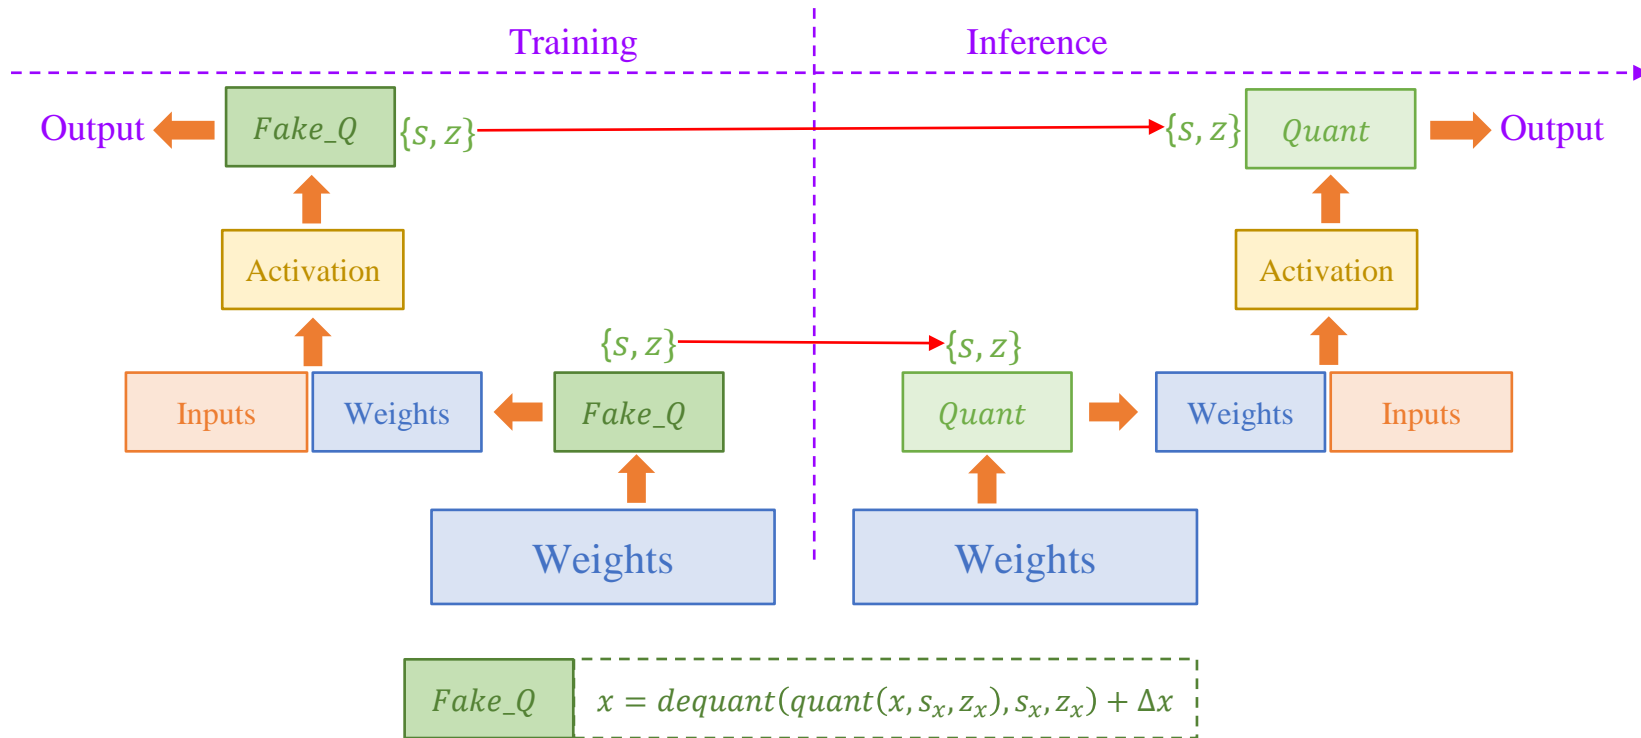 Training
Inference
Output
Fake_Q
{s, z}
{s, z}
Quant
Output
Activation
Activation
{s, z}
{s, z}
Inputs
Weights
Fake_Q
Quant
Weights
Inputs
Weights
Weights
Fake_Q
x = dequant(quant(x, s_x, z_x), s_x, z_x) + Δx